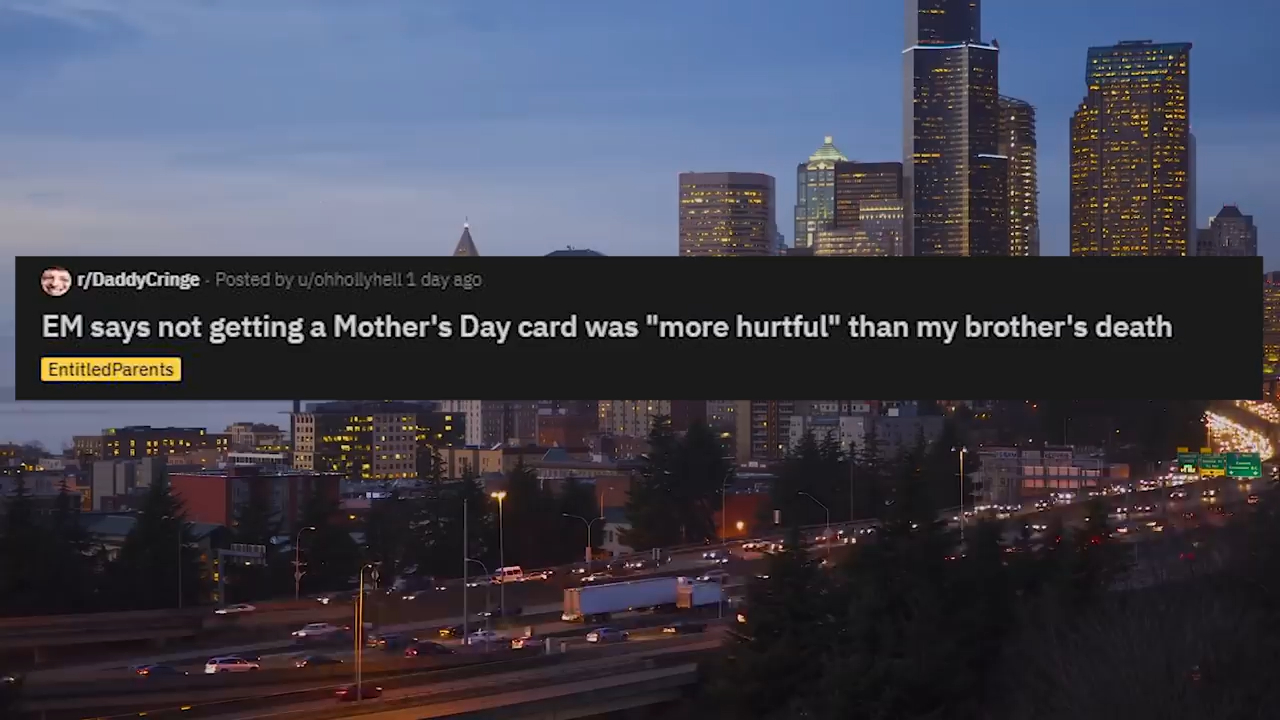 r/DaddyCringe · Posted by u/ohhollyhell 1 day ago
EM says not getting a Mother's Day card was "more hurtful" than my brother's death
EntitledParents